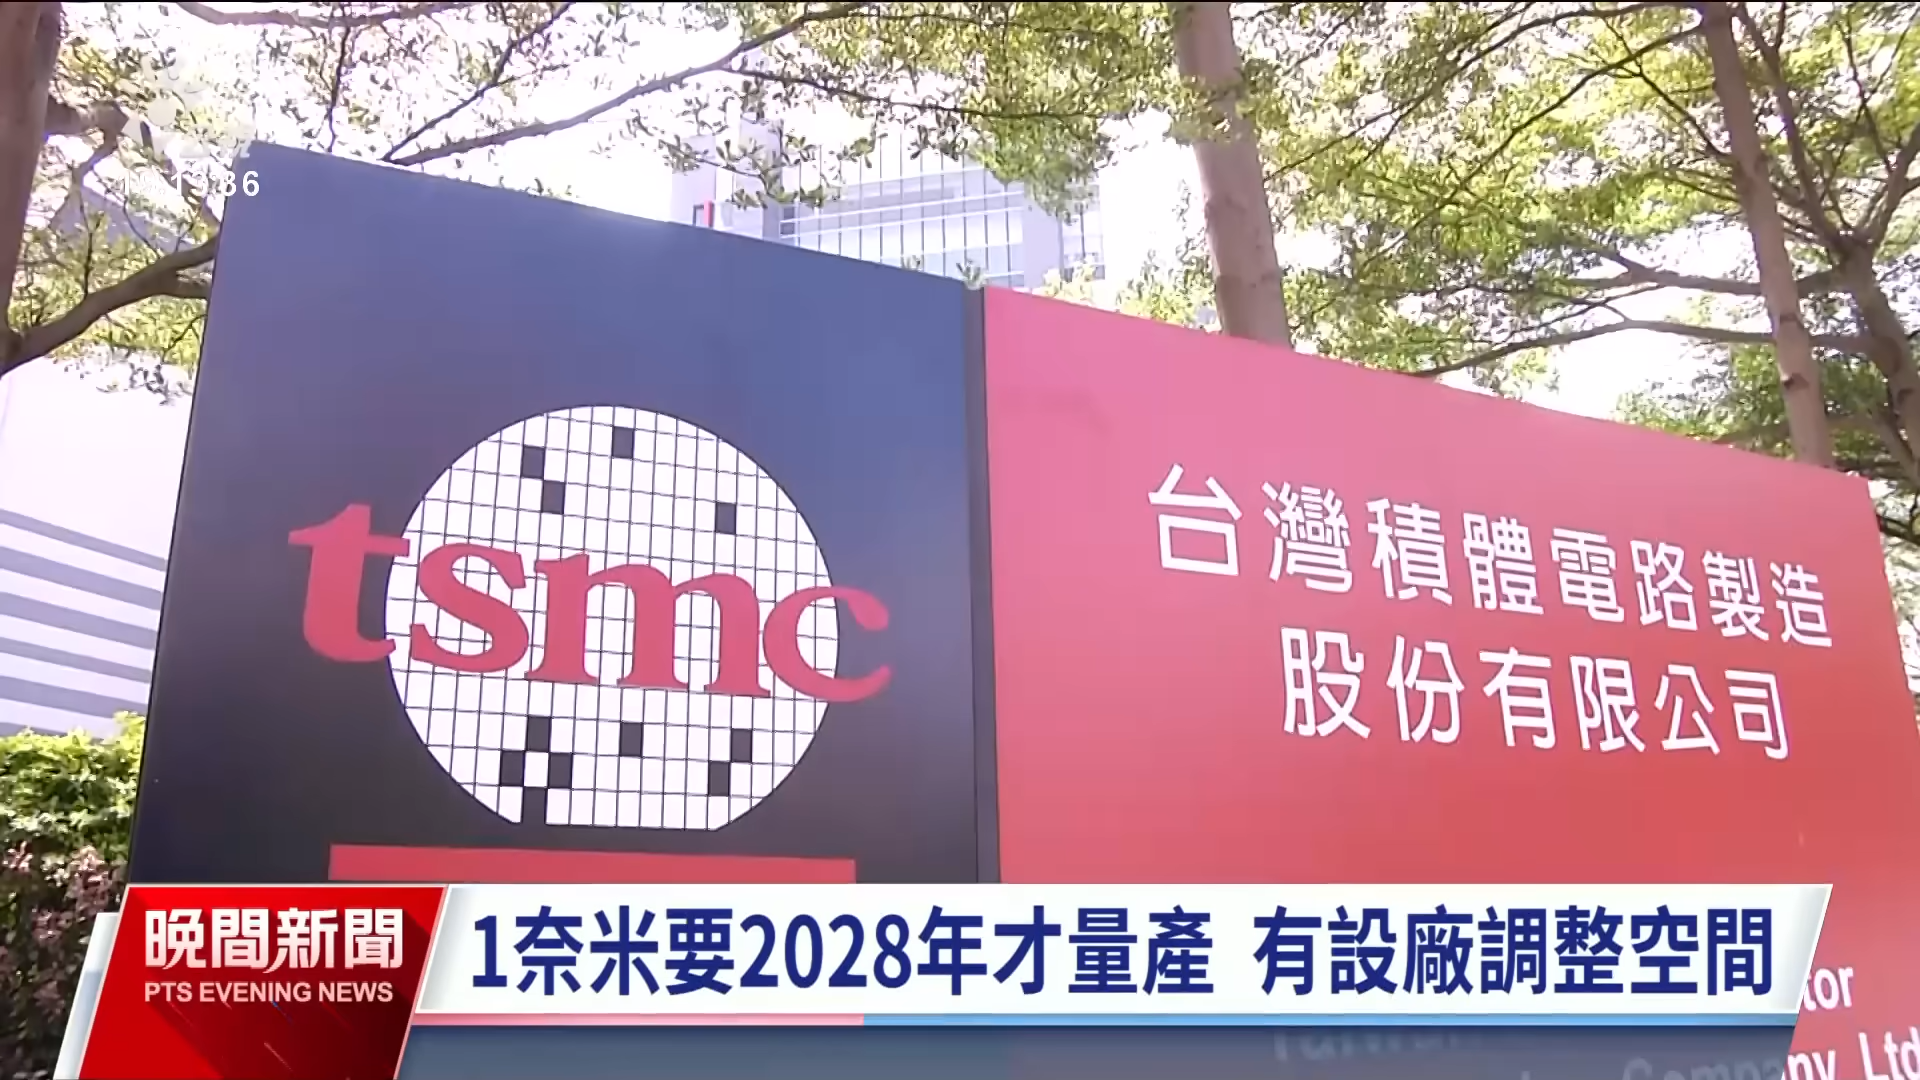 tsmc
台灣積體電路製造
股份有限公司
晚間新聞
PTS EVENING NEWS
1奈米要2028年才量產 有設廠調整空間